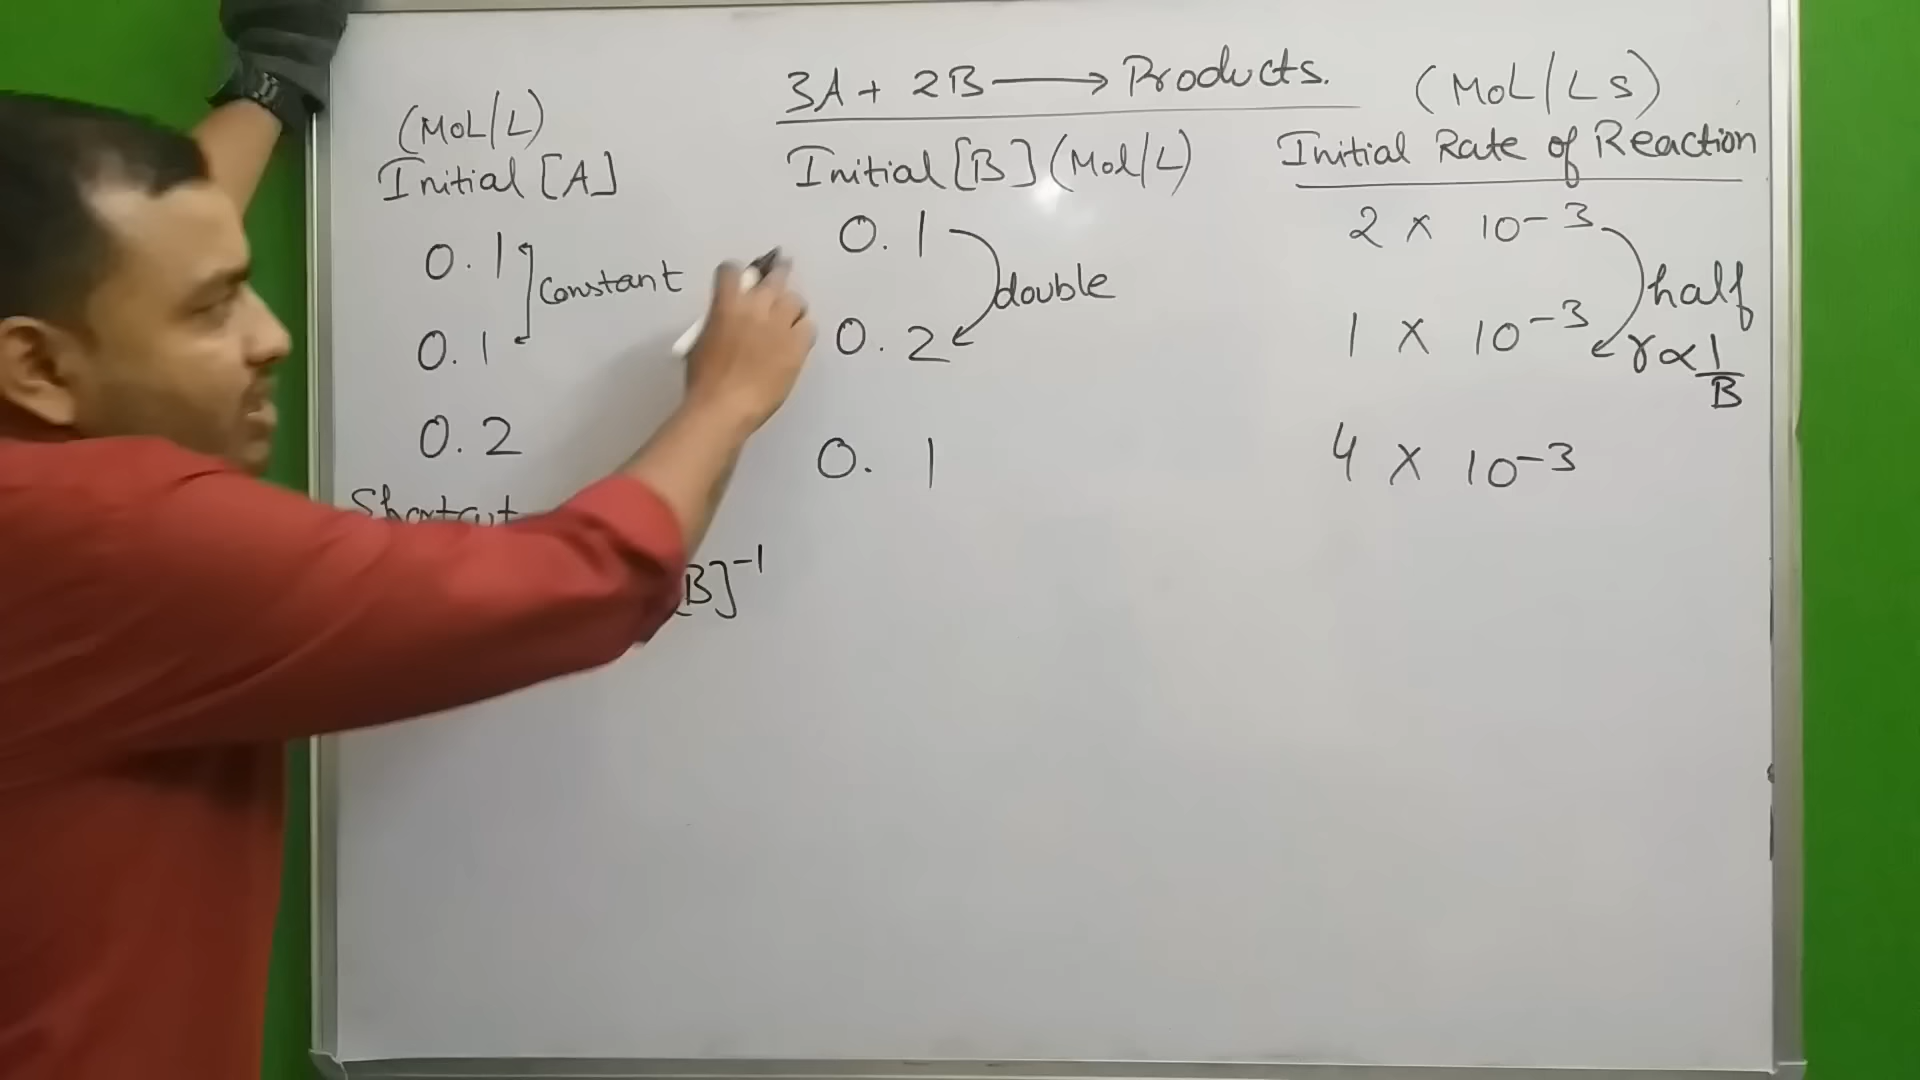 3A + 2B ⟶ Products.
(MoL/L)
Initial [A]
Initial [B] (Mol/L)
(MoL/L S)
Initial Rate of Reaction
0.1
0.1
2 × 10⁻³
Constant
double
half
0.1
0.2
1 × 10⁻³
r ∝ 1/B
0.2
0.1
4 × 10⁻³
Shortcut
[B]⁻¹